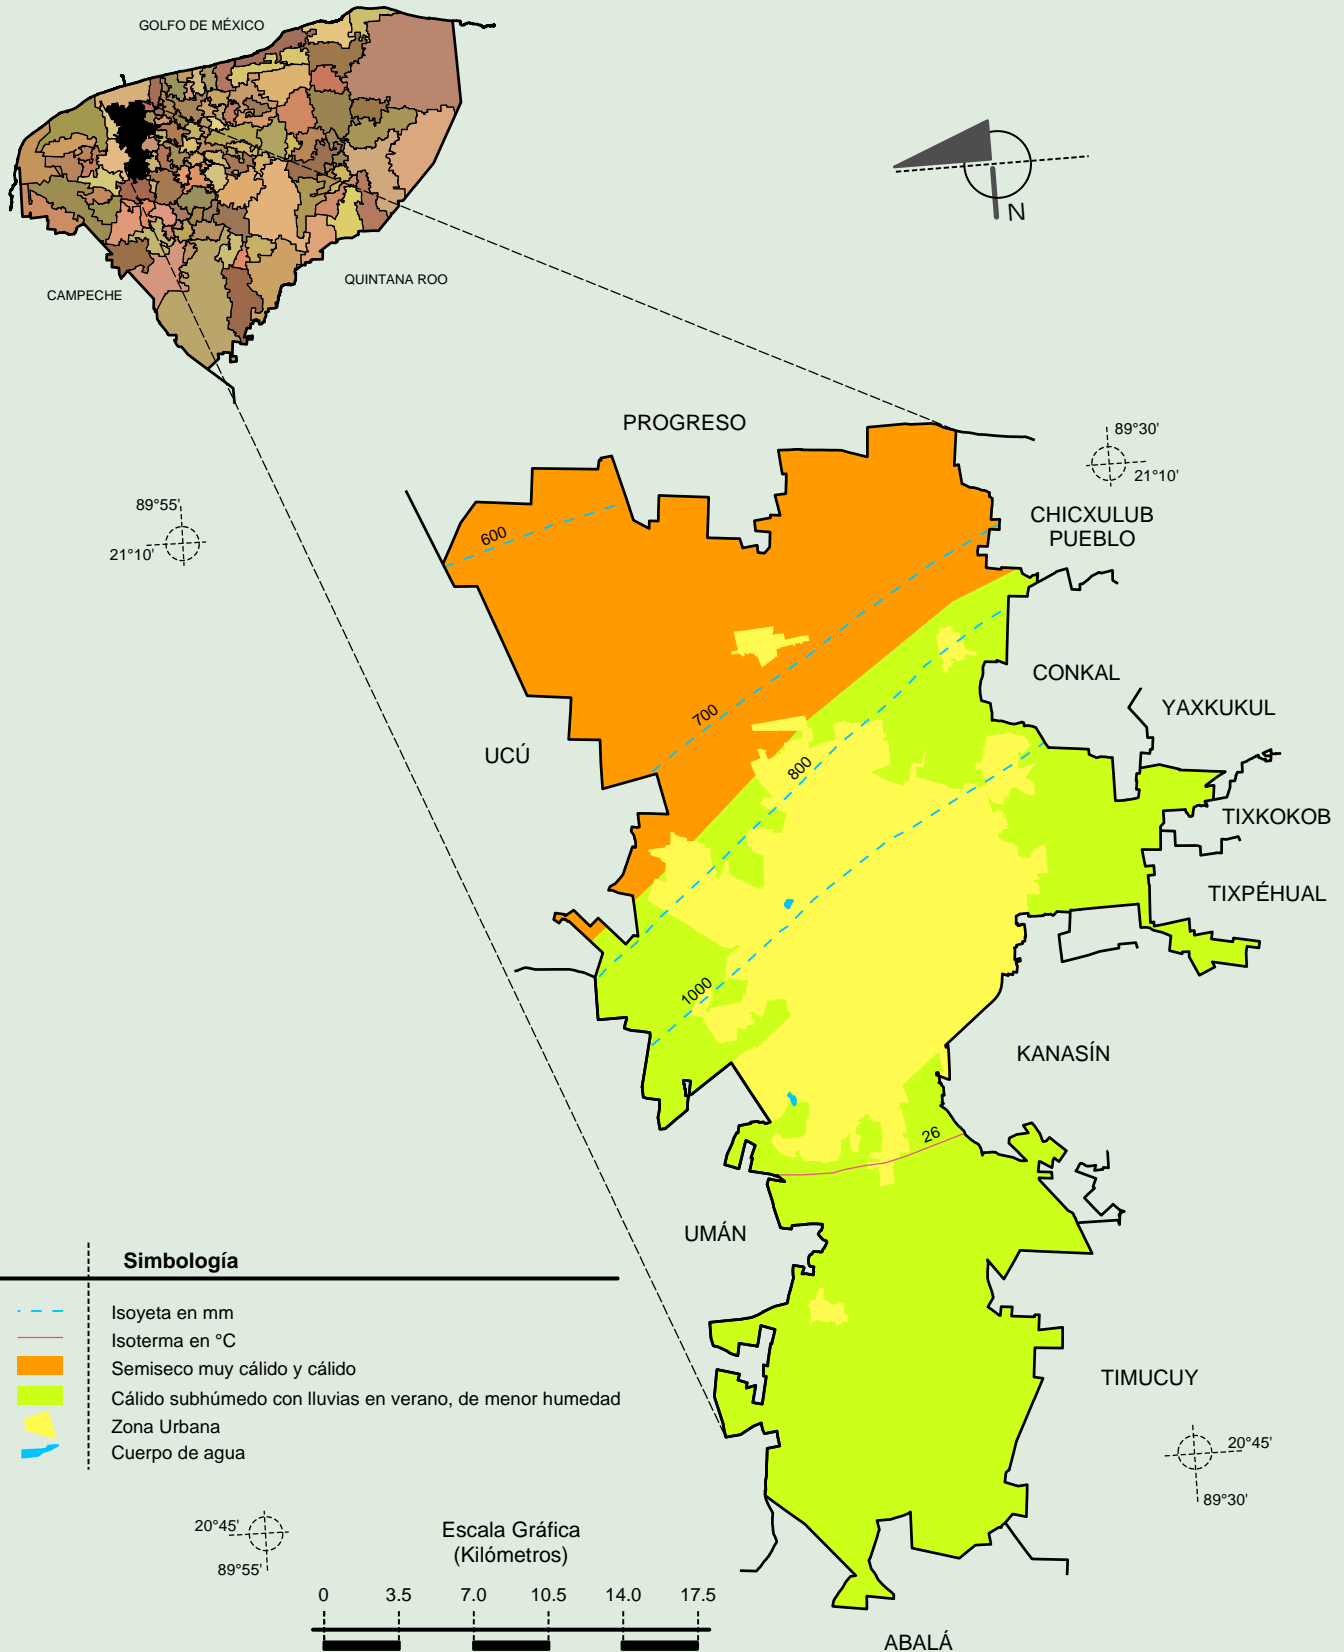 GOLFO DE MÉXICO
CAMPECHE
QUINTANA ROO
N
PROGRESO
89°30'
21°10'
89°55'
21°10'
CHICXULUB
PUEBLO
600
CONKAL
YAXKUKUL
700
UCÚ
800
TIXKOKOB
TIXPÉHUAL
1000
KANASÍN
26
UMÁN
Simbología
Isoyeta en mm
Isoterma en °C
Semiseco muy cálido y cálido
Cálido subhúmedo con lluvias en verano, de menor humedad
Zona Urbana
Cuerpo de agua
TIMUCUY
20°45'
89°30'
20°45'
89°55'
Escala Gráfica
(Kilómetros)
0 3.5 7.0 10.5 14.0 17.5
ABALÁ